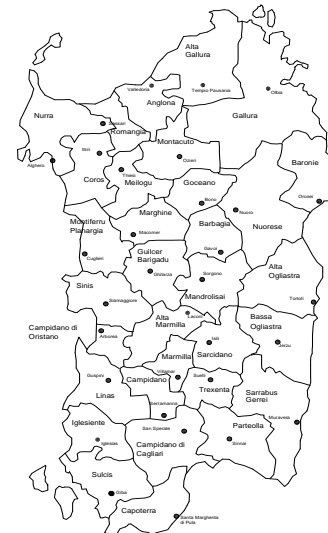 Alta
Gallura
Valledoria
Tempio Pausania
Olbia
Anglona
Nurra
Sassari
Gallura
Romangia
Montacuto
Ittiri
Ozieri
Alghero
Thiesi
Baronie
Coros
Meilogu
Goceano
Bono
Orosei
Marghine
Nuoro
Montiferru
Planargia
Barbagia
Nuorese
Macomer
Cuglieri
Gavoi
Guilcer
Barigadu
Alta
Ogliastra
Ghilarza
Sorgono
Sinis
Mandrolisai
Siamaggiore
Tortolì
Alta
Marmilla
Laconi
Bassa
Ogliastra
Campidano di
Oristano
Arborea
Isili
Jerzu
Marmilla
Sarcidano
Villamar
Guspini
Campidano
Suelli
Trexenta
Sarrabus
Gerrei
Linas
Serramanna
Muravera
Iglesiente
San Sperate
Parteolla
Iglesias
Campidano di
Cagliari
Sinnai
Sulcis
Giba
Capoterra
Santa Margherita
di Pula